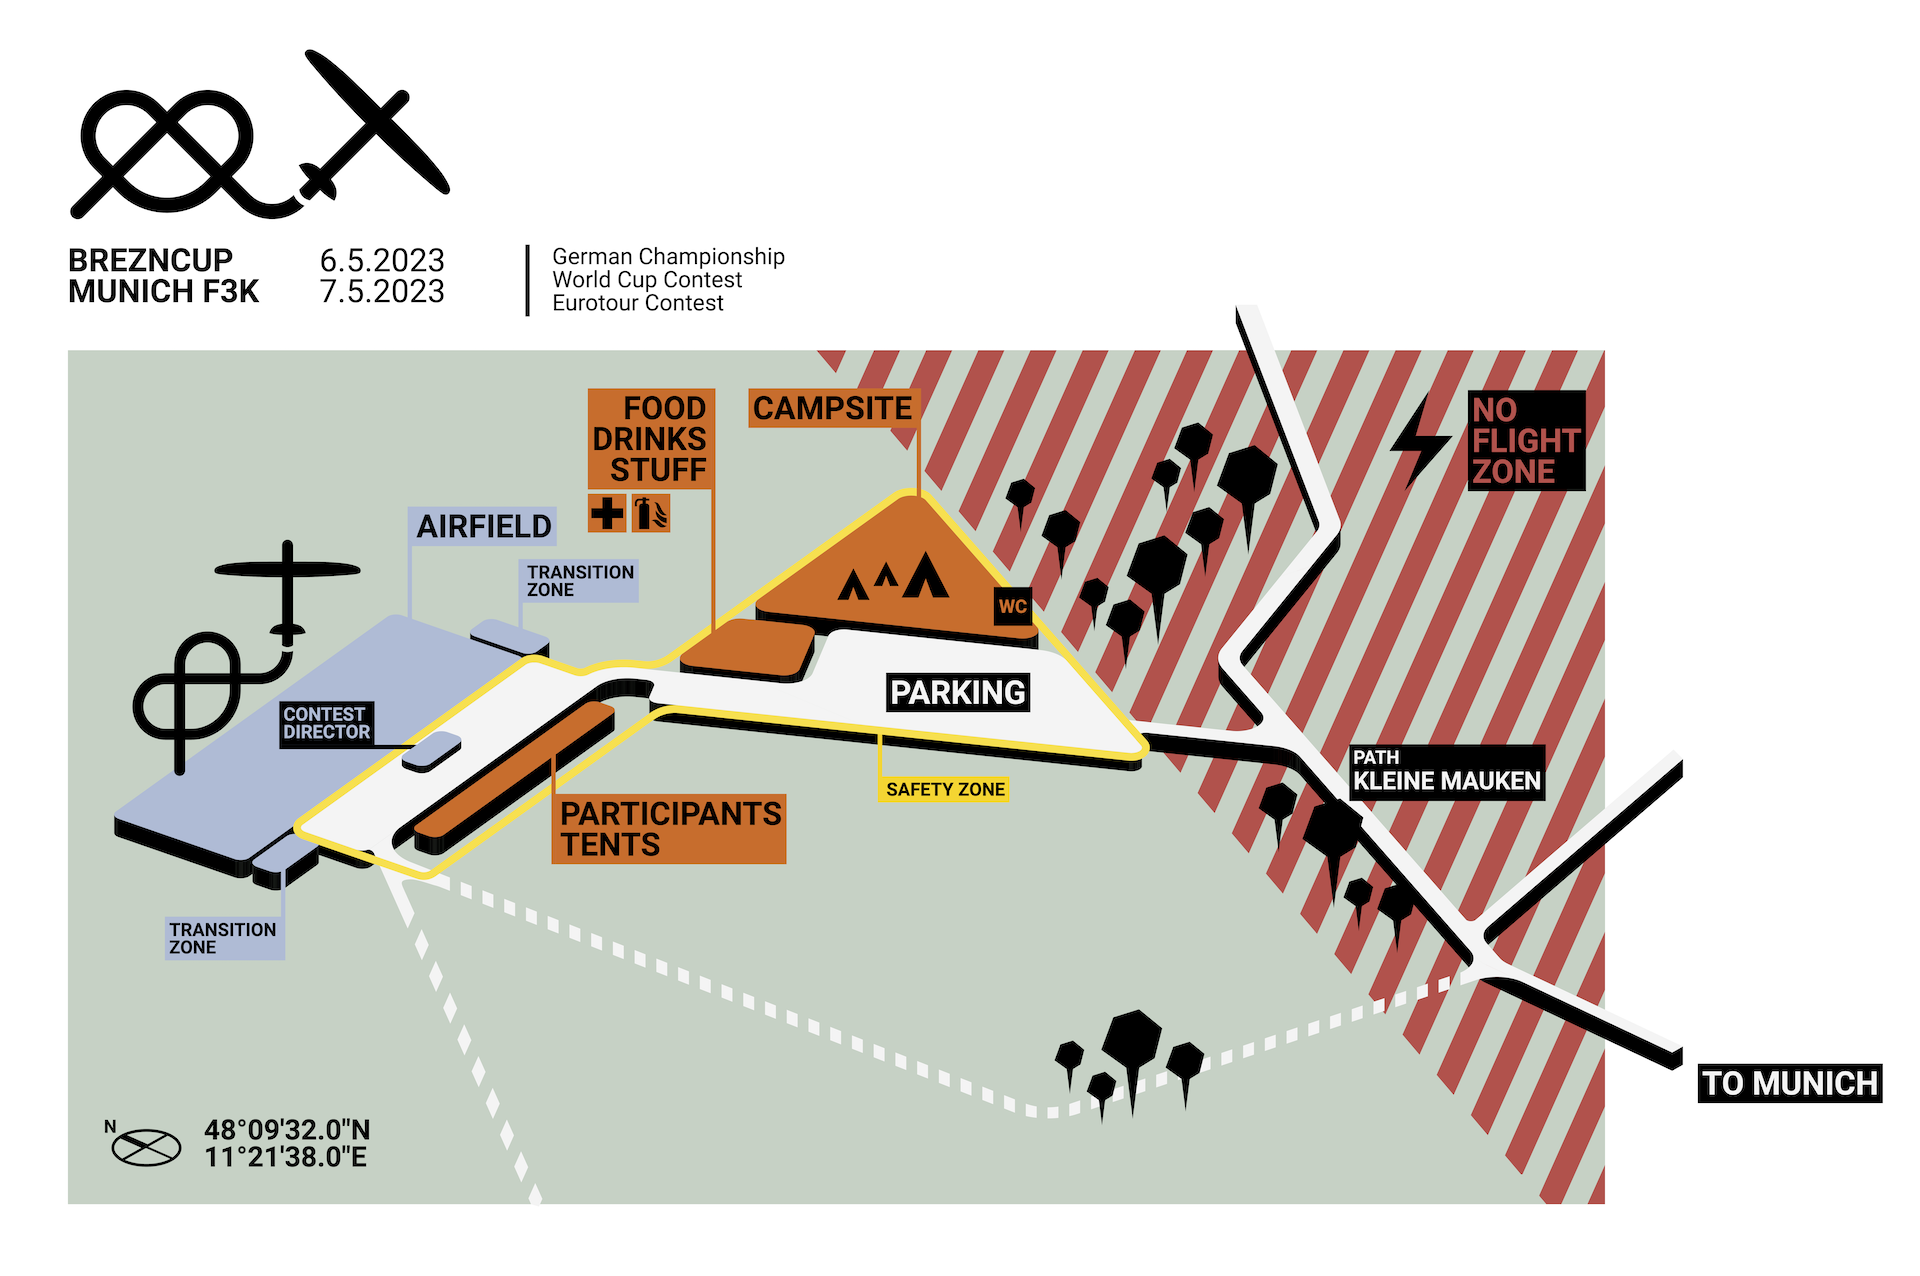 BREZNCUP
MUNICH F3K
6.5.2023
7.5.2023
German Championship
World Cup Contest
Eurotour Contest
FOOD
DRINKS
STUFF
CAMPSITE
NO
FLIGHT
ZONE
AIRFIELD
TRANSITION
ZONE
WC
CONTEST
DIRECTOR
PARKING
PATH
KLEINE MAUKEN
SAFETY ZONE
PARTICIPANTS
TENTS
TRANSITION
ZONE
TO MUNICH
N
48°09'32.0"N
11°21'38.0"E